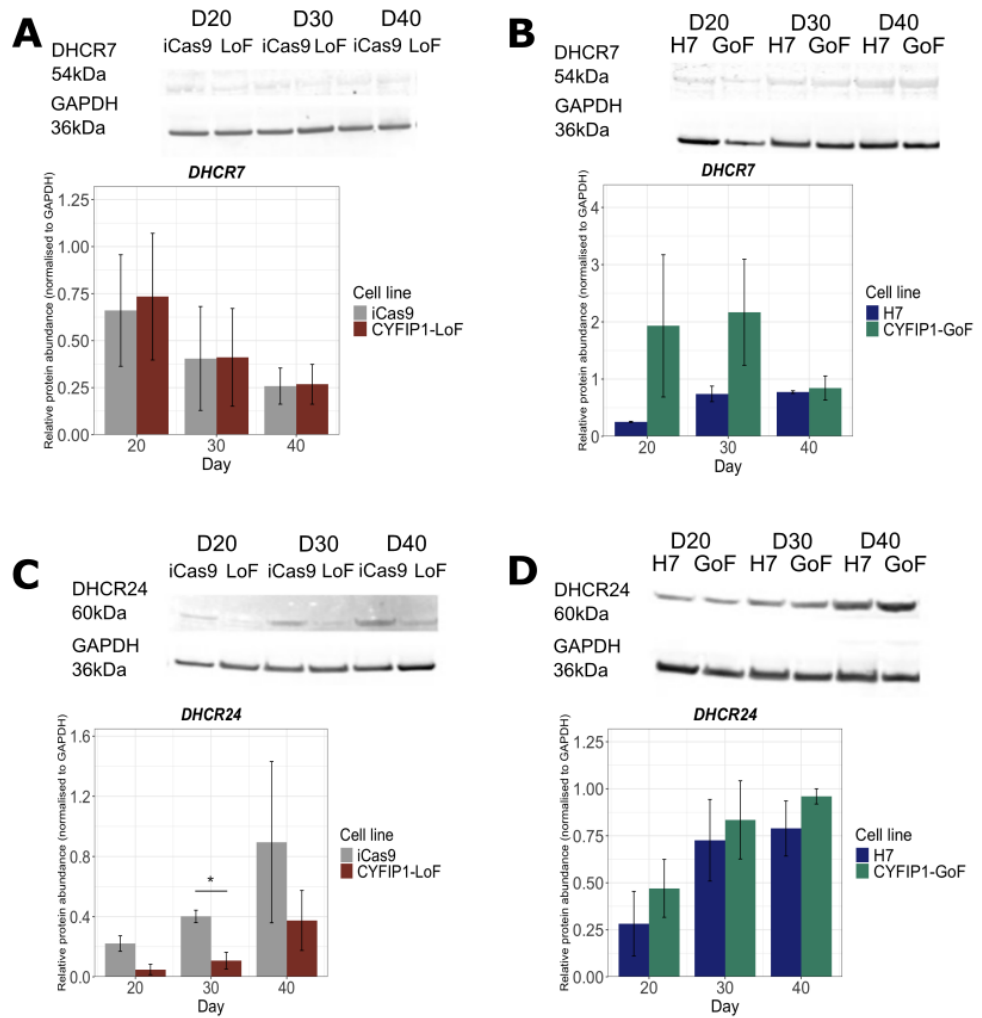 A
D20 D30 D40
iCas9 LoF iCas9 LoF iCas9 LoF
DHCR7
54kDa
GAPDH
36kDa
DHCR7
Relative protein abundance (normalised to GAPDH)
1.25
1.00
0.75
0.50
0.25
0.00
20 30 40
Day
Cell line
iCas9
CYFIP1-LoF
B
D20 D30 D40
H7 GoF H7 GoF H7 GoF
DHCR7
54kDa
GAPDH
36kDa
DHCR7
Relative protein abundance (normalised to GAPDH)
4
3
2
1
0
20 30 40
Day
Cell line
H7
CYFIP1-GoF
C
D20 D30 D40
iCas9 LoF iCas9 LoF iCas9 LoF
DHCR24
60kDa
GAPDH
36kDa
DHCR24
Relative protein abundance (normalised to GAPDH)
1.6
1.2
0.8
0.4
0.0
*
20 30 40
Day
Cell line
iCas9
CYFIP1-LoF
D
D20 D30 D40
H7 GoF H7 GoF H7 GoF
DHCR24
60kDa
GAPDH
36kDa
DHCR24
Relative protein abundance (normalised to GAPDH)
1.25
1.00
0.75
0.50
0.25
0.00
20 30 40
Day
Cell line
H7
CYFIP1-GoF